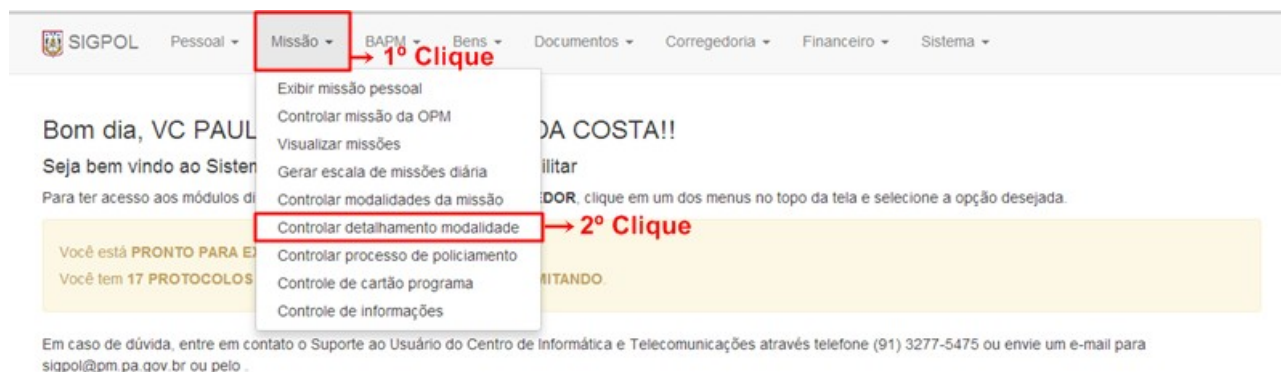 SIGPOL Pessoal Missão BAPM Bens Documentos Corregedoria Financeiro Sistema
→ 1º Clique
Exibir missão pessoal
Controlar missão da OPM
Visualizar missões
Gerar escala de missões diária
Controlar modalidades da missão
Controlar detalhamento modalidade → 2º Clique
Controlar processo de policiamento
Controle de cartão programa
Controle de informações
Bom dia, VC PAUL DA COSTA!!
Seja bem vindo ao Sistem ilitar
Para ter acesso aos módulos di DOR, clique em um dos menus no topo da tela e selecione a opção desejada.
Você está PRONTO PARA E
Você tem 17 PROTOCOLOS MITANDO.
Em caso de dúvida, entre em contato o Suporte ao Usuário do Centro de Informática e Telecomunicações através telefone (91) 3277-5475 ou envie um e-mail para
sigpol@pm.pa.gov.br ou pelo .